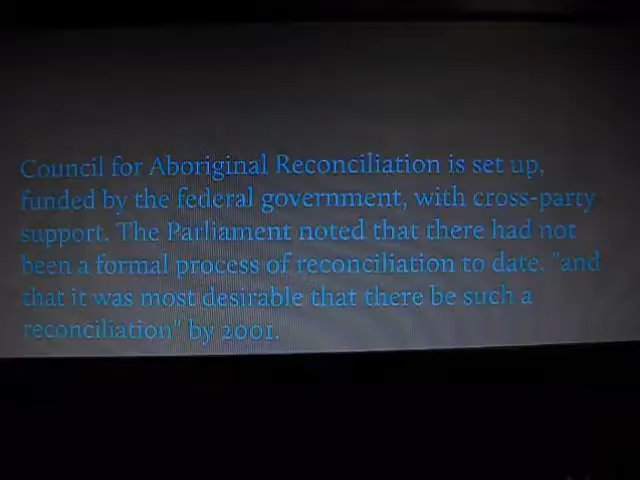 Council for Aboriginal Reconciliation is set up,
funded by the federal government, with cross-party
support. The Parliament noted that there had not
been a formal process of reconciliation to date, "and
that it was most desirable that there be such a
reconciliation" by 2001.